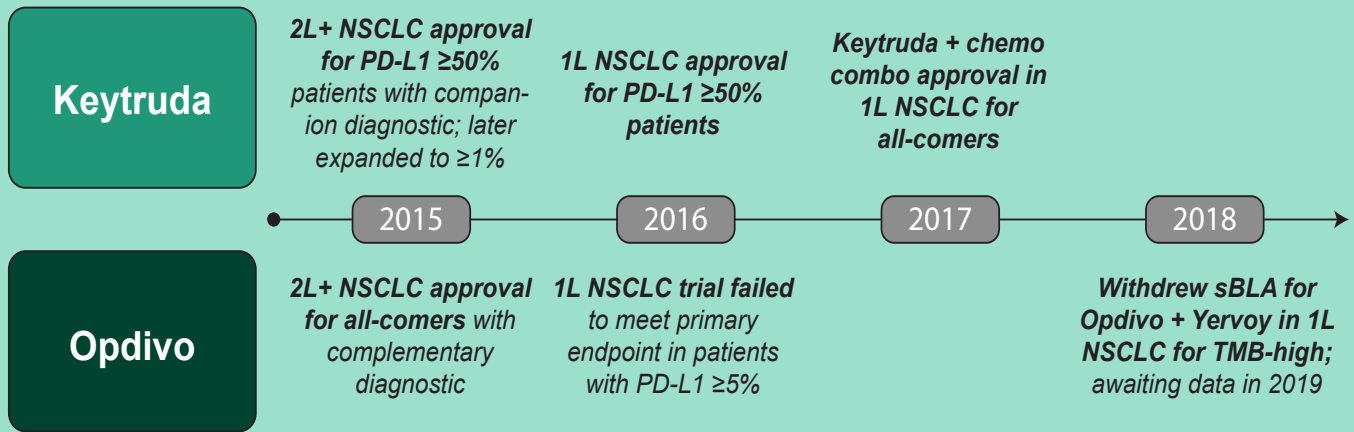 Keytruda
2L+ NSCLC approval
for PD-L1 ≥50%
patients with compan-
ion diagnostic; later
expanded to ≥1%
1L NSCLC approval
for PD-L1 ≥50%
patients
Keytruda + chemo
combo approval in
1L NSCLC for
all-comers
2015
2016
2017
2018
Opdivo
2L+ NSCLC approval
for all-comers with
complementary
diagnostic
1L NSCLC trial failed
to meet primary
endpoint in patients
with PD-L1 ≥5%
Withdrew sBLA for
Opdivo + Yervoy in 1L
NSCLC for TMB-high;
awaiting data in 2019